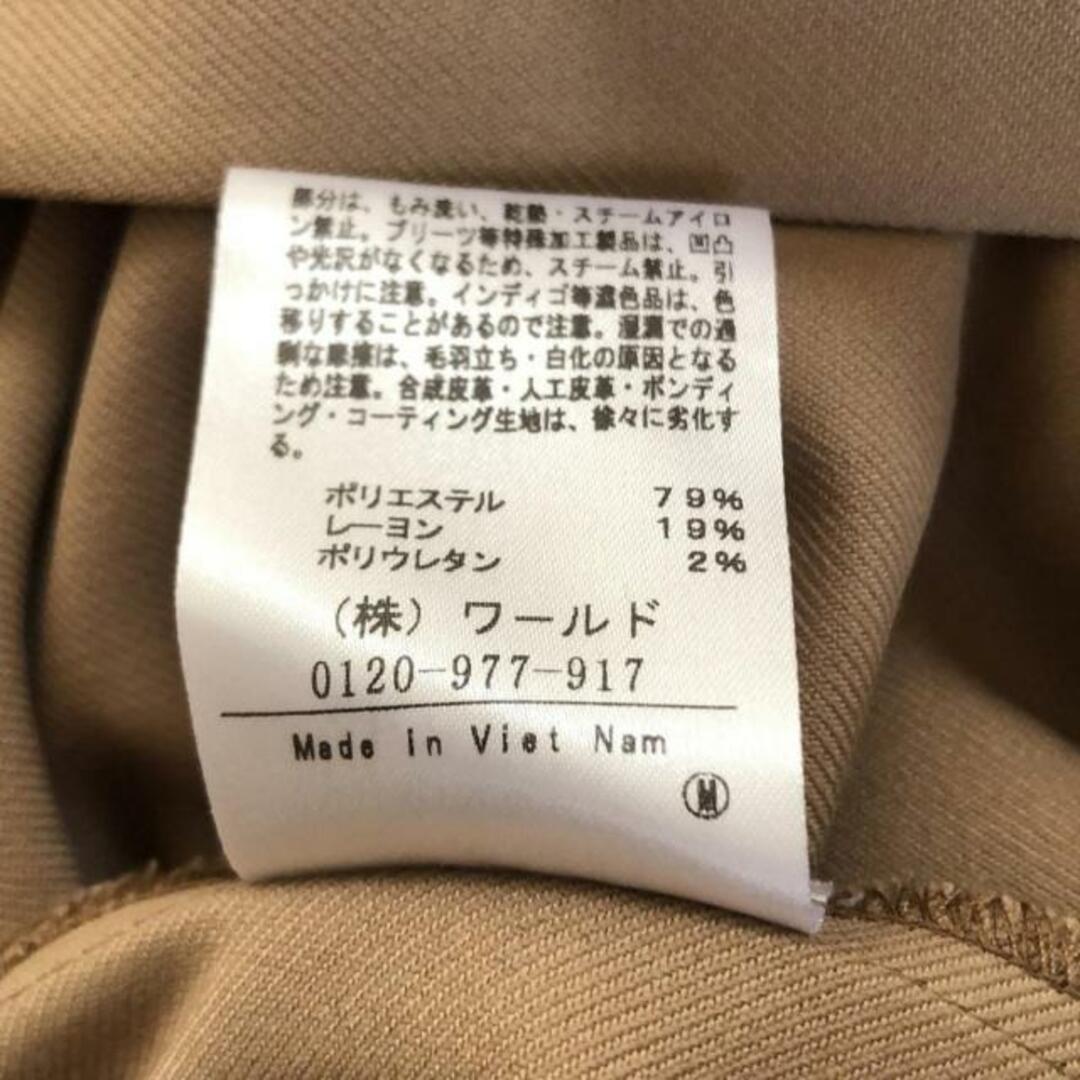 部分は、もみ洗い、乾熱・スチームアイロ
ン禁止。プリーツ等特殊加工製品は、凹凸
や光沢がなくなるため、スチーム禁止。引
っかけに注意。インディゴ等濃色品は、色
移りすることがあるので注意。湿潤での過
剰な摩擦は、毛羽立ち・白化の原因となる
ため注意。合成皮革・人工皮革・ボンディ
ング・コーティング生地は、徐々に劣化す
る。
ポリエステル 79%
レーヨン 19%
ポリウレタン 2%
(株) ワールド
0120-977-917
Made in Viet Nam
M